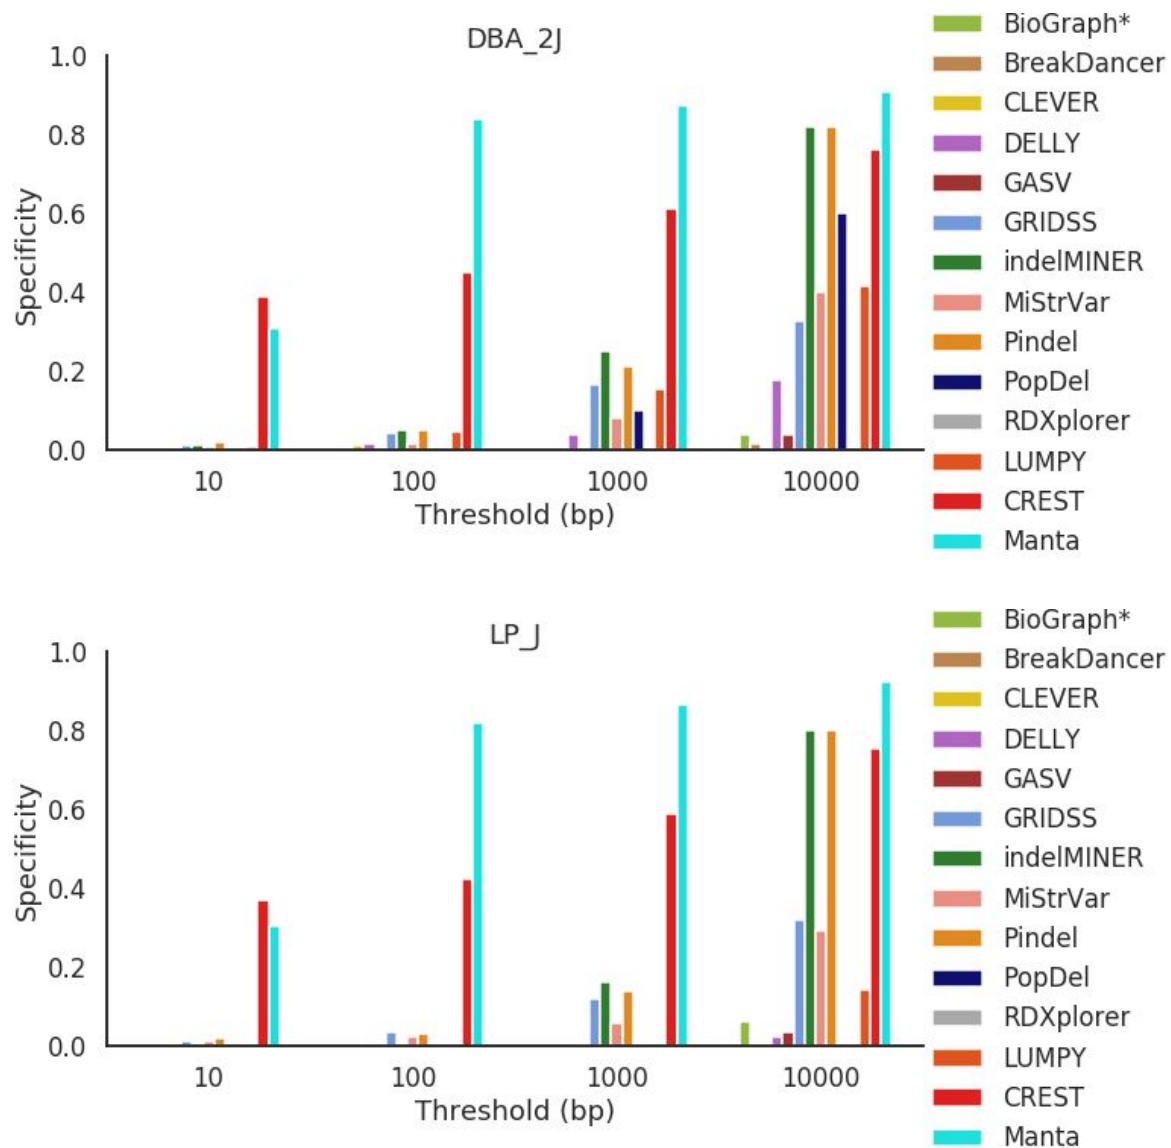 DBA_2J
Specificity
1.0
0.8
0.6
0.4
0.2
0.0
10 100 1000 10000
Threshold (bp)
BioGraph*
BreakDancer
CLEVER
DELLY
GASV
GRIDSS
indelMINER
MiStrVar
Pindel
PopDel
RDXplorer
LUMPY
CREST
Manta
LP_J
Specificity
1.0
0.8
0.6
0.4
0.2
0.0
10 100 1000 10000
Threshold (bp)
BioGraph*
BreakDancer
CLEVER
DELLY
GASV
GRIDSS
indelMINER
MiStrVar
Pindel
PopDel
RDXplorer
LUMPY
CREST
Manta